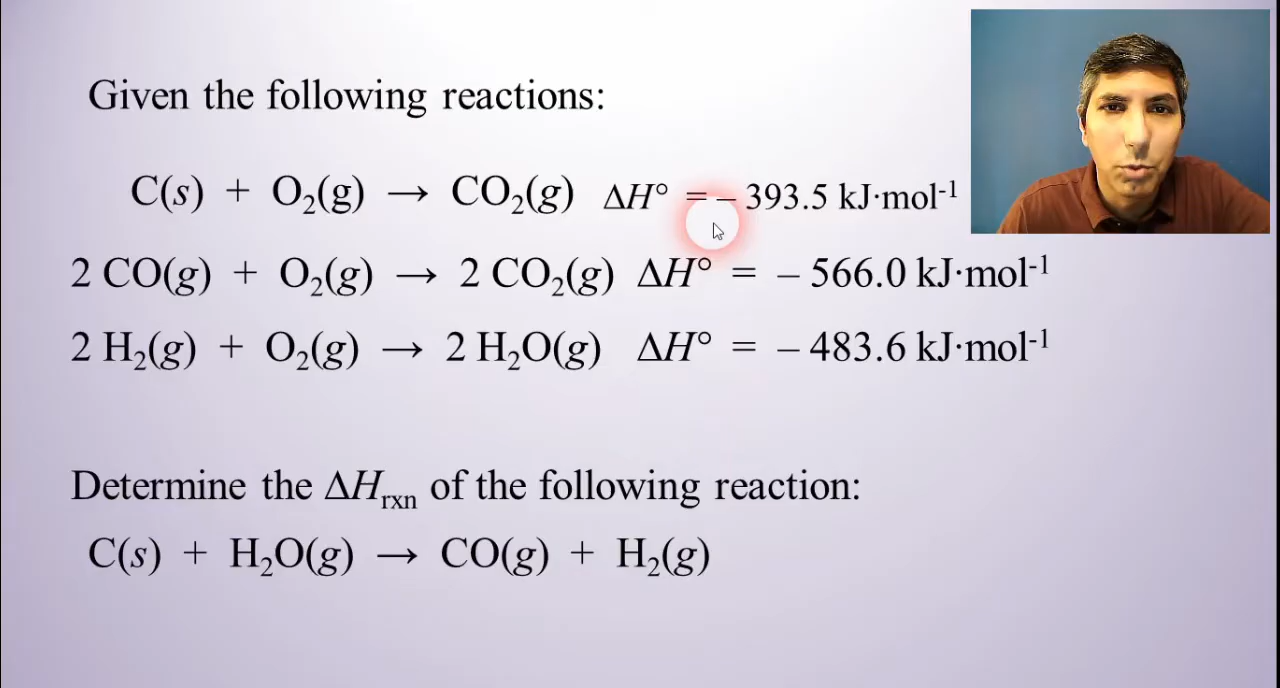 Given the following reactions:
C(s) + O₂(g) → CO₂(g) ΔH° = – 393.5 kJ·mol⁻¹
2 CO(g) + O₂(g) → 2 CO₂(g) ΔH° = – 566.0 kJ·mol⁻¹
2 H₂(g) + O₂(g) → 2 H₂O(g) ΔH° = – 483.6 kJ·mol⁻¹
Determine the ΔHrxn of the following reaction:
C(s) + H₂O(g) → CO(g) + H₂(g)